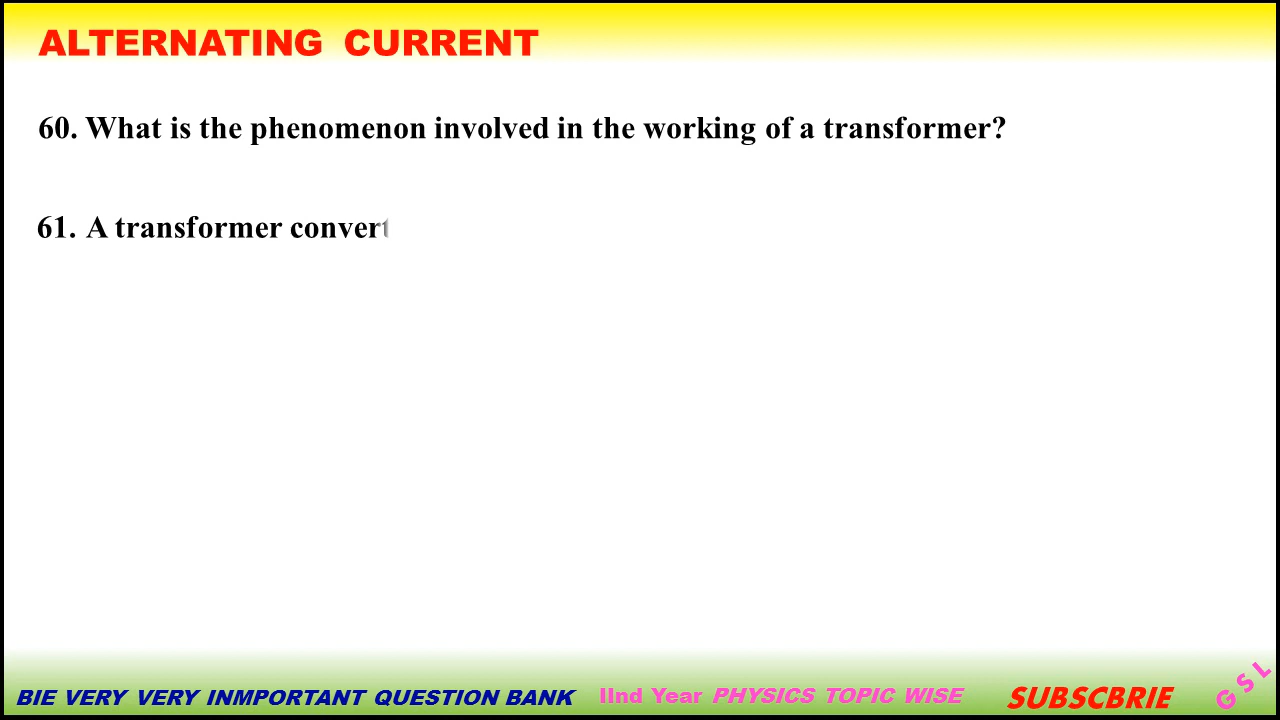 ALTERNATING CURRENT
60. What is the phenomenon involved in the working of a transformer?
61. A transformer convert
BIE VERY VERY INMPORTANT QUESTION BANK IInd Year PHYSICS TOPIC WISE SUBSCBRIE GSL